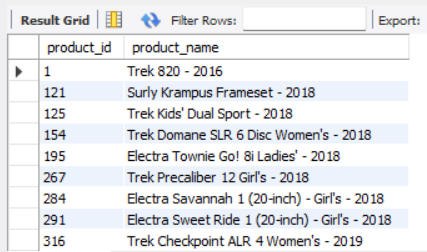 Result Grid Filter Rows: Export:
product_id product_name
1 Trek 820 - 2016
121 Surly Krampus Frameset - 2018
125 Trek Kids' Dual Sport - 2018
154 Trek Domane SLR 6 Disc Women's - 2018
195 Electra Townie Go! 8i Ladies' - 2018
267 Trek Precaliber 12 Girl's - 2018
284 Electra Savannah 1 (20-inch) - Girl's - 2018
291 Electra Sweet Ride 1 (20-inch) - Girl's - 2018
316 Trek Checkpoint ALR 4 Women's - 2019